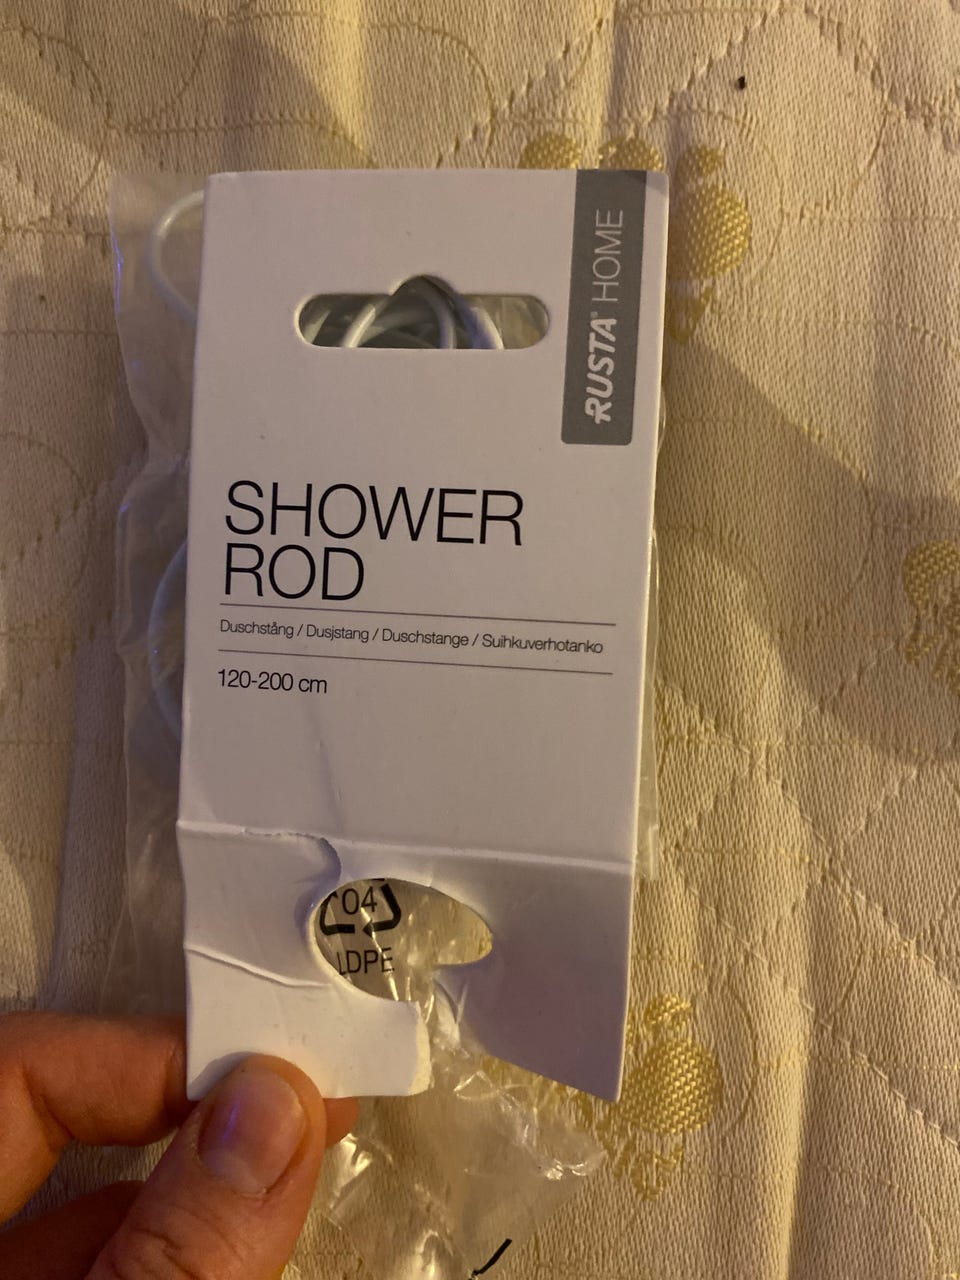 RUSTA® HOME
SHOWER
ROD
Duschstång / Dusjstang / Duschstange / Suihkuverhotanko
120-200 cm
04
LDPE